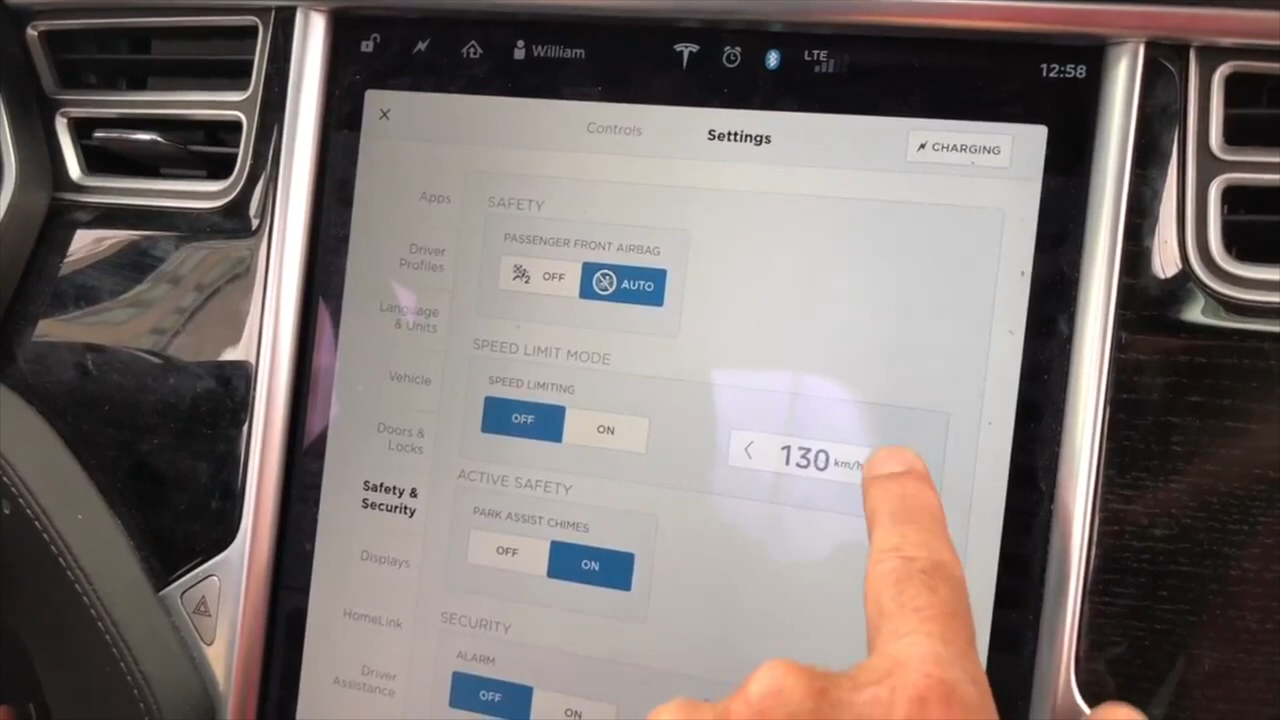 William
LTE
12:58
Controls
Settings
CHARGING
Apps
Driver
Profiles
Language
& Units
Vehicle
Doors &
Locks
Safety &
Security
Displays
HomeLink
Driver
Assistance
SAFETY
PASSENGER FRONT AIRBAG
2 OFF
AUTO
SPEED LIMIT MODE
SPEED LIMITING
OFF
ON
130 km/h
ACTIVE SAFETY
PARK ASSIST CHIMES
OFF
ON
SECURITY
ALARM
OFF
ON